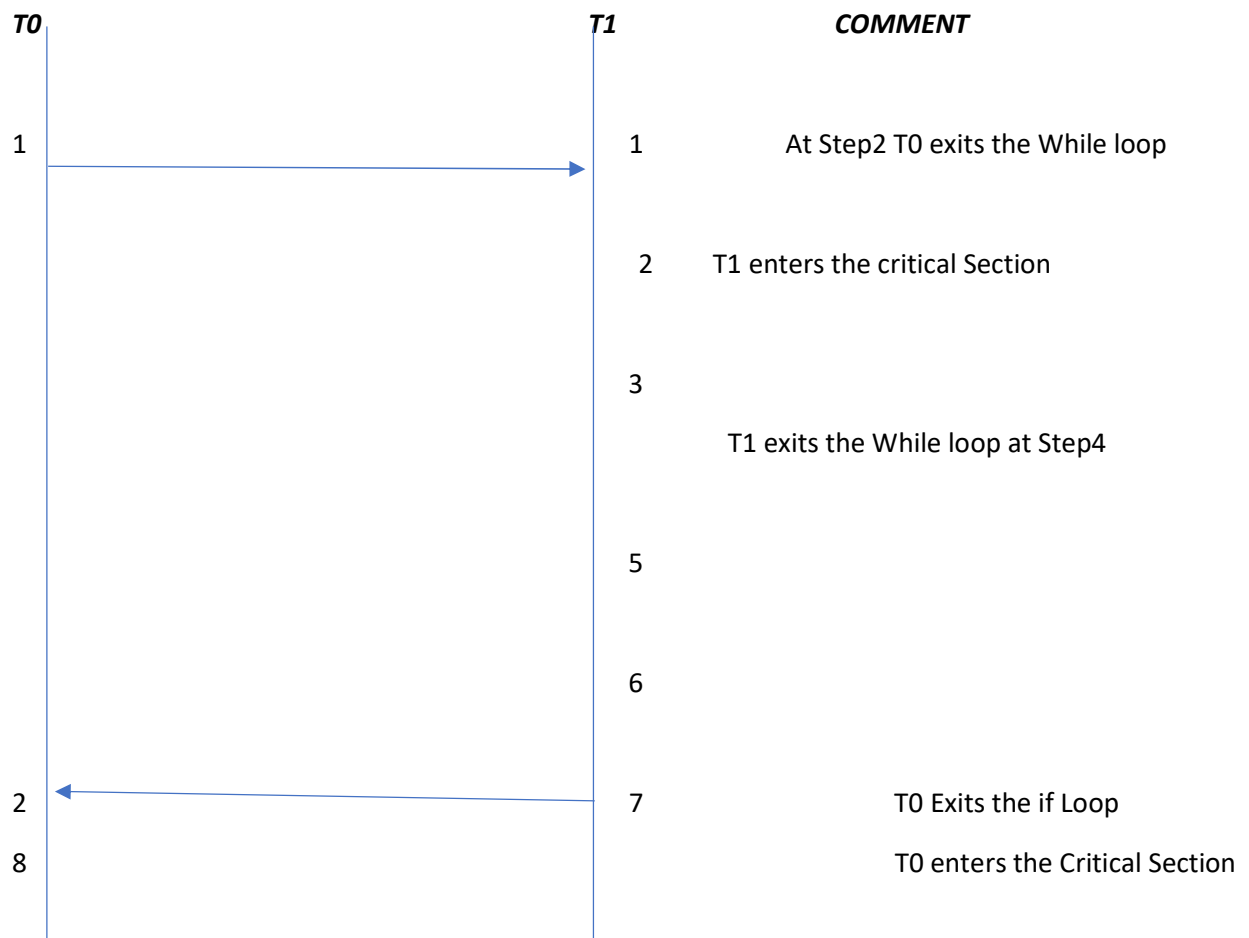 T0 T1 COMMENT
1 1 At Step2 T0 exits the While loop
2 T1 enters the critical Section
3
T1 exits the While loop at Step4
5
6
2 7 T0 Exits the if Loop
8 T0 enters the Critical Section